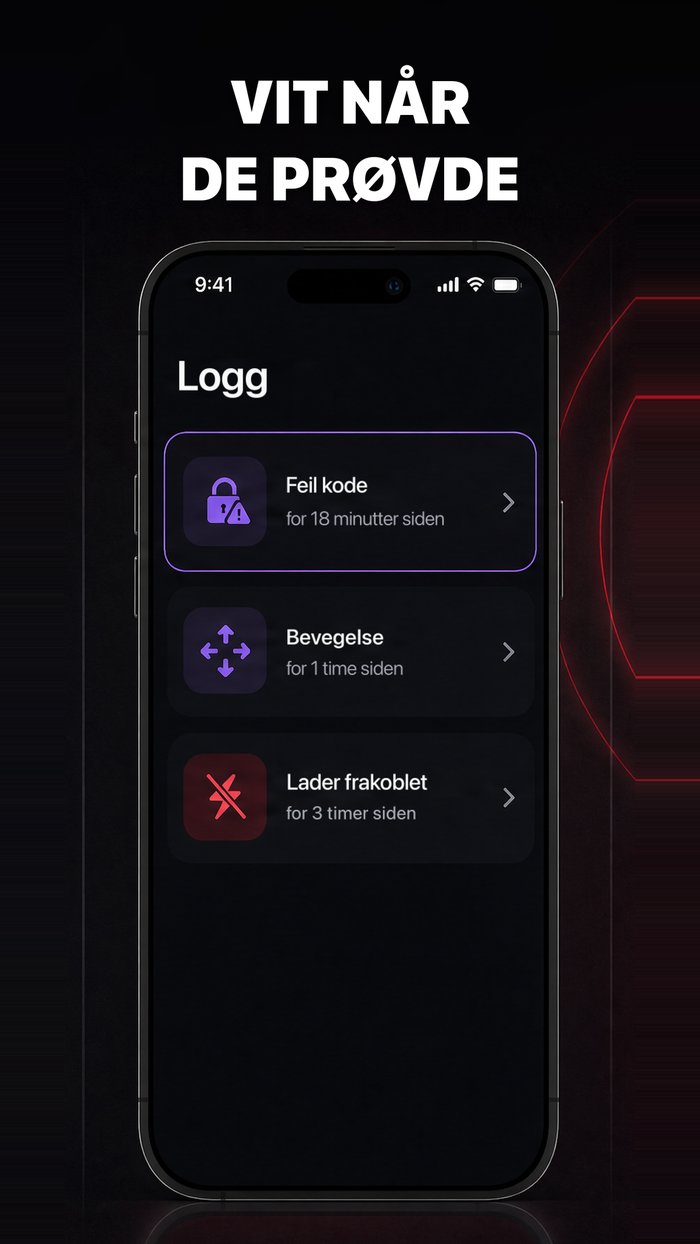 VIT NÅR
DE PRØVDE
9:41
Logg
Feil kode
for 18 minutter siden
Bevegelse
for 1 time siden
Lader frakoblet
for 3 timer siden